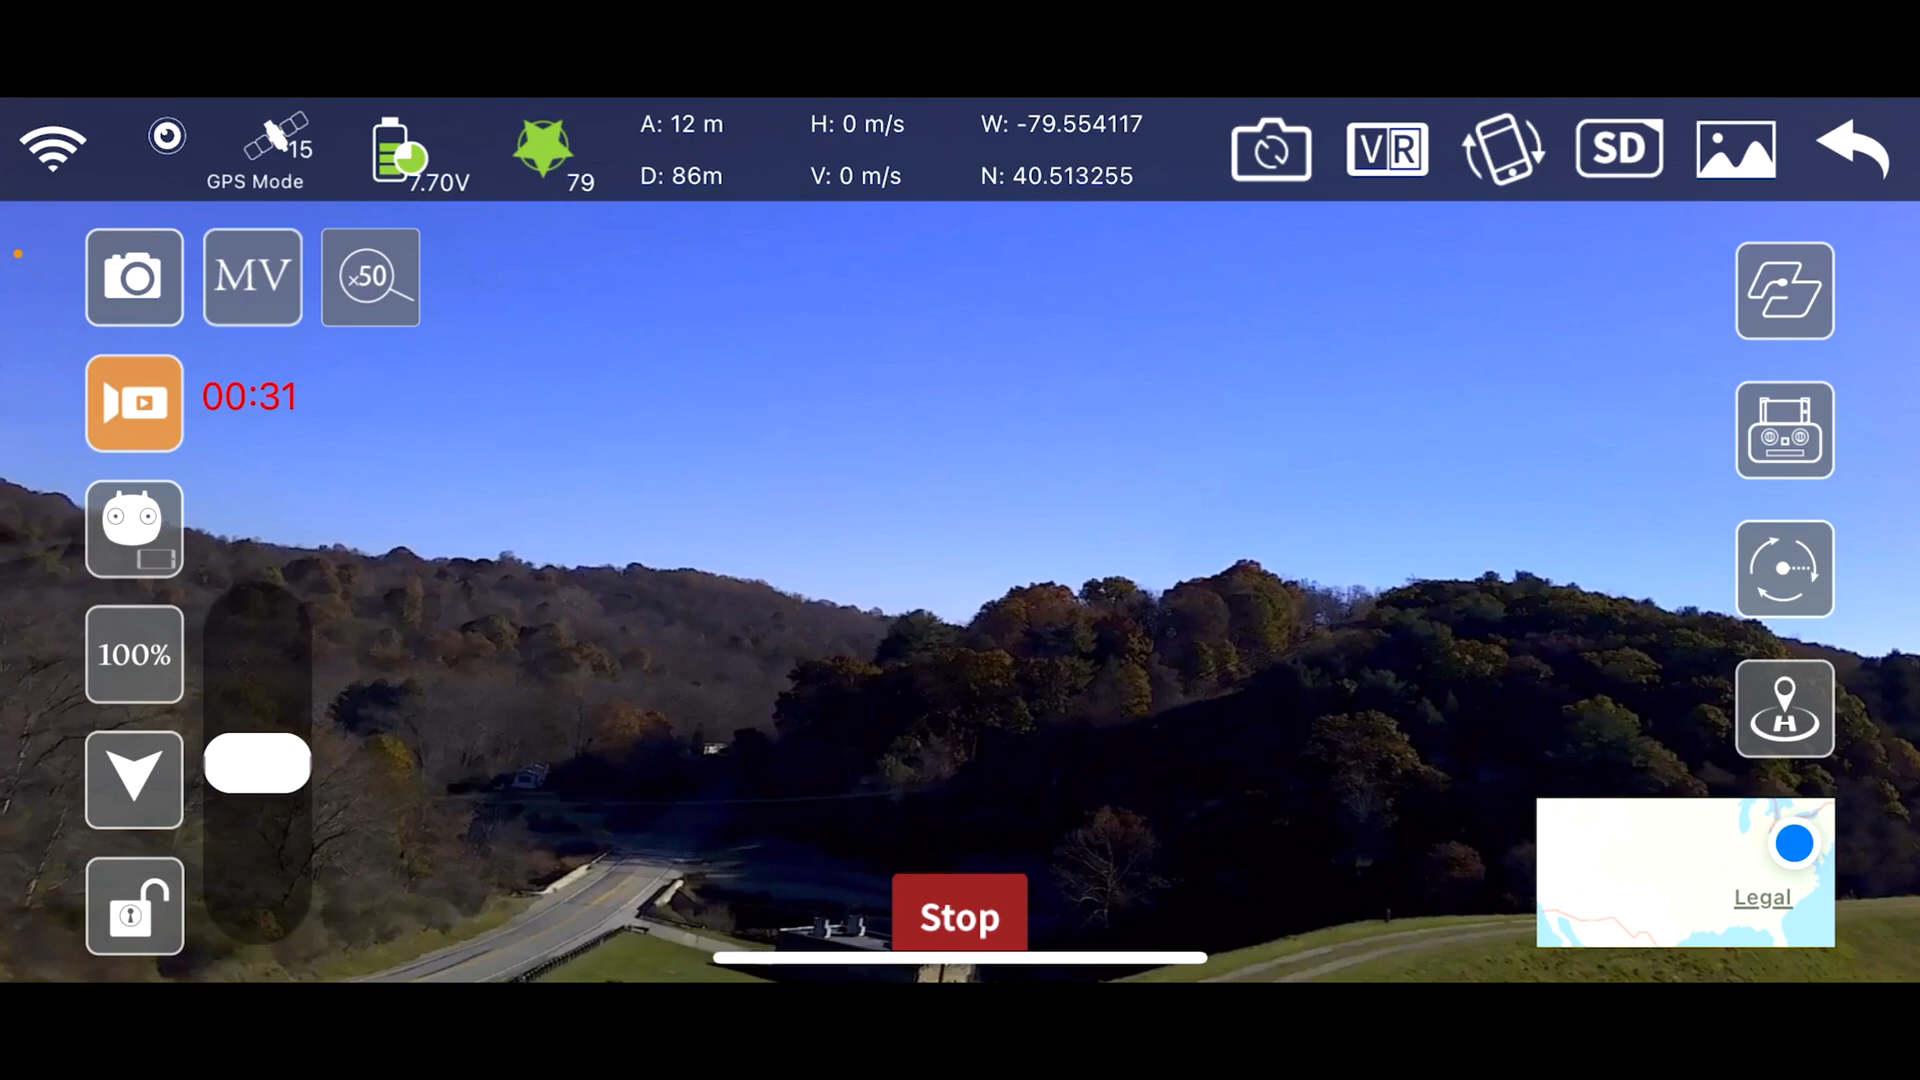 15
GPS Mode
7.70V
79
A: 12 m
H: 0 m/s
W: -79.554117
D: 86m
V: 0 m/s
N: 40.513255
VR
SD
MV
x50
00:31
100%
H
Legal
Stop